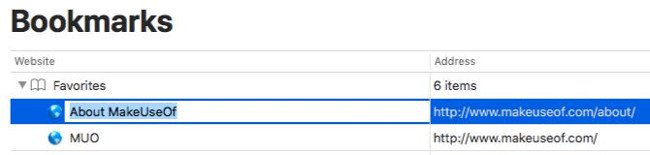 Bookmarks
Website Address
Favorites 6 items
About MakeUseOf http://www.makeuseof.com/about/
MUO http://www.makeuseof.com/